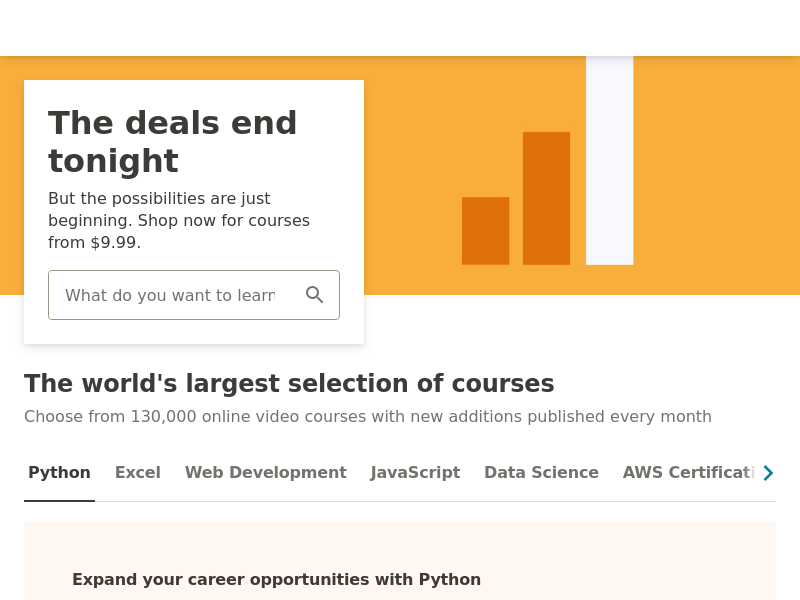 The deals end
tonight
But the possibilities are just
beginning. Shop now for courses
from $9.99.
What do you want to learn
The world's largest selection of courses
Choose from 130,000 online video courses with new additions published every month
Python Excel Web Development JavaScript Data Science AWS Certificati
Expand your career opportunities with Python